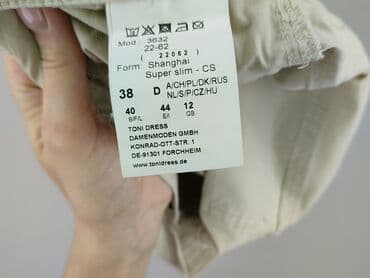 Mod 3632
22-62
( 22062 )
Form Shanghai
Super slim - CS
38 D A/CH/PL/DK/RUS
NL/S/P/CZ/HU
40 44 12
B/F/L E/I GB
TONI DRESS
DAMENMODEN GMBH
KONRAD-OTT-STR. 1
DE-91301 FORCHHEIM
www.tonidress.de